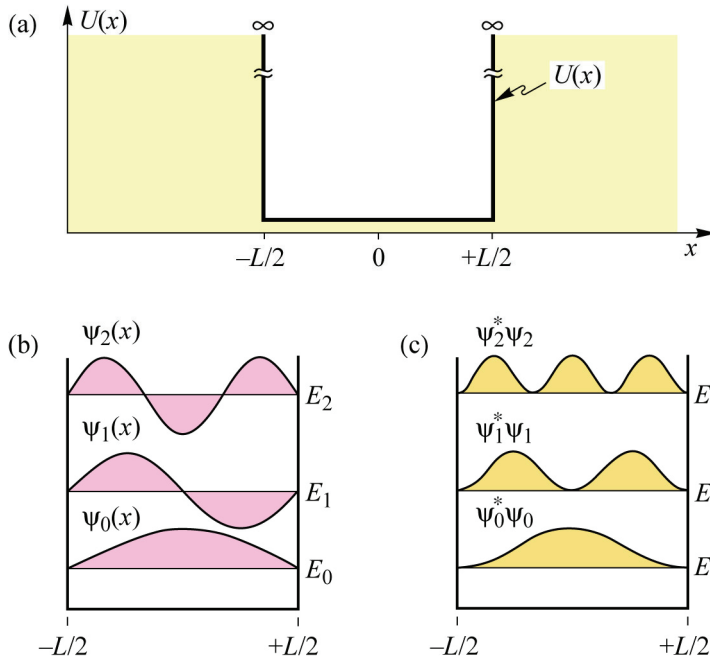 (a)
U(x)
∞
∞
U(x)
–L/2
0
+L/2
x
(b)
ψ₂(x)
E₂
ψ₁(x)
E₁
ψ₀(x)
E₀
–L/2
+L/2
(c)
ψ₂*ψ₂
E
ψ₁*ψ₁
E
ψ₀*ψ₀
E
–L/2
+L/2